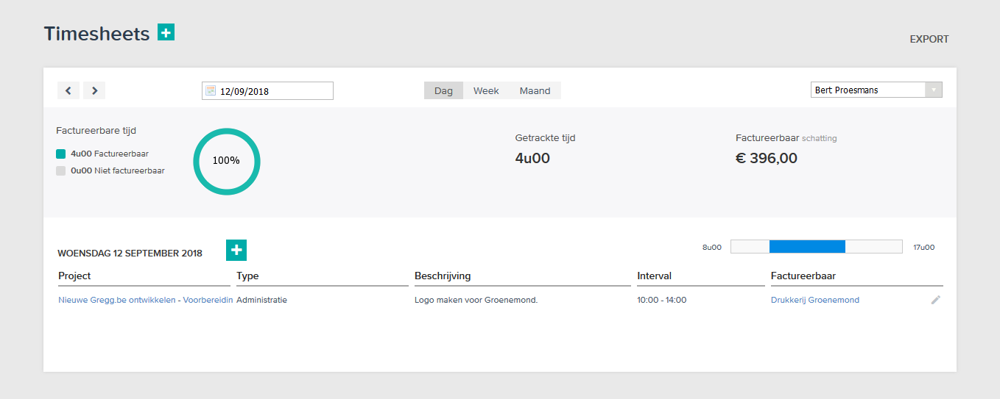 Timesheets
EXPORT
12/09/2018
Dag Week Maand
Bert Proesmans
Factureerbare tijd
4u00 Factureerbaar
0u00 Niet factureerbaar
100%
Getrackte tijd
4u00
Factureerbaar schatting
€ 396,00
WOENSDAG 12 SEPTEMBER 2018
8u00 17u00
Project Type Beschrijving Interval Factureerbaar
Nieuwe Gregg.be ontwikkelen - Voorbereidin Administratie Logo maken voor Groenemond. 10:00 - 14:00 Drukkerij Groenemond